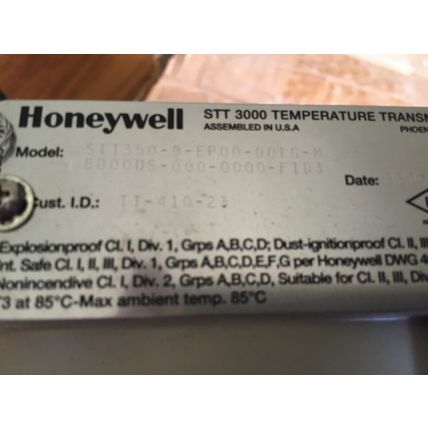 Honeywell
STT 3000 TEMPERATURE TRANSM
ASSEMBLED IN U.S.A
PHOEN
Model: STT350-0-EP00-00TG-M
B000US-000-0000-F1D3
Date:
Cust. I.D.: TT-410-23
Explosionproof Cl. I, Div. 1, Grps A,B,C,D; Dust-ignitionproof Cl. II, III
Int. Safe Cl. I, II, III, Div. 1, Grps A,B,C,D,E,F,G per Honeywell DWG
Nonincendive Cl. I, Div. 2, Grps A,B,C,D, Suitable for Cl. II, III, Div
T3 at 85°C-Max ambient temp. 85°C